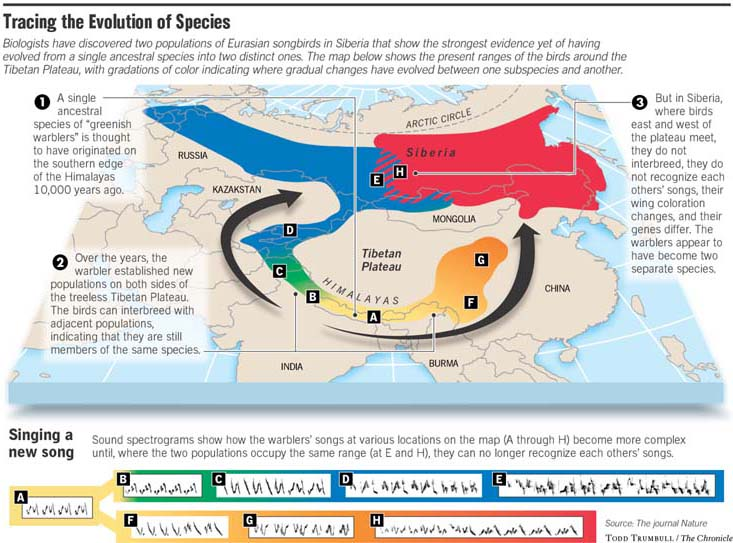 Tracing the Evolution of Species
Biologists have discovered two populations of Eurasian songbirds in Siberia that show the strongest evidence yet of having
evolved from a single ancestral species into two distinct ones. The map below shows the present ranges of the birds around the
Tibetan Plateau, with gradations of color indicating where gradual changes have evolved between one subspecies and another.
1 A single
ancestral
species of “greenish
warblers” is thought
to have originated on
the southern edge
of the Himalayas
10,000 years ago.
2 Over the years, the
warbler established new
populations on both sides
of the treeless Tibetan Plateau.
The birds can interbreed with
adjacent populations,
indicating that they are still
members of the same species.
3 But in Siberia,
where birds
east and west of
the plateau meet,
they do not
interbreed, they do
not recognize each
others’ songs, their
wing coloration
changes, and their
genes differ. The
warblers appear to
have become two
separate species.
ARCTIC CIRCLE
RUSSIA
Siberia
E
H
KAZAKSTAN
MONGOLIA
D
Tibetan
Plateau
C
G
B
HIMALAYAS
CHINA
F
A
INDIA
BURMA
Singing a
new song
Sound spectrograms show how the warblers’ songs at various locations on the map (A through H) become more complex
until, where the two populations occupy the same range (at E and H), they can no longer recognize each others’ songs.
A
B
C
D
E
F
G
H
Source: The journal Nature
TODD TRUMBULL / The Chronicle